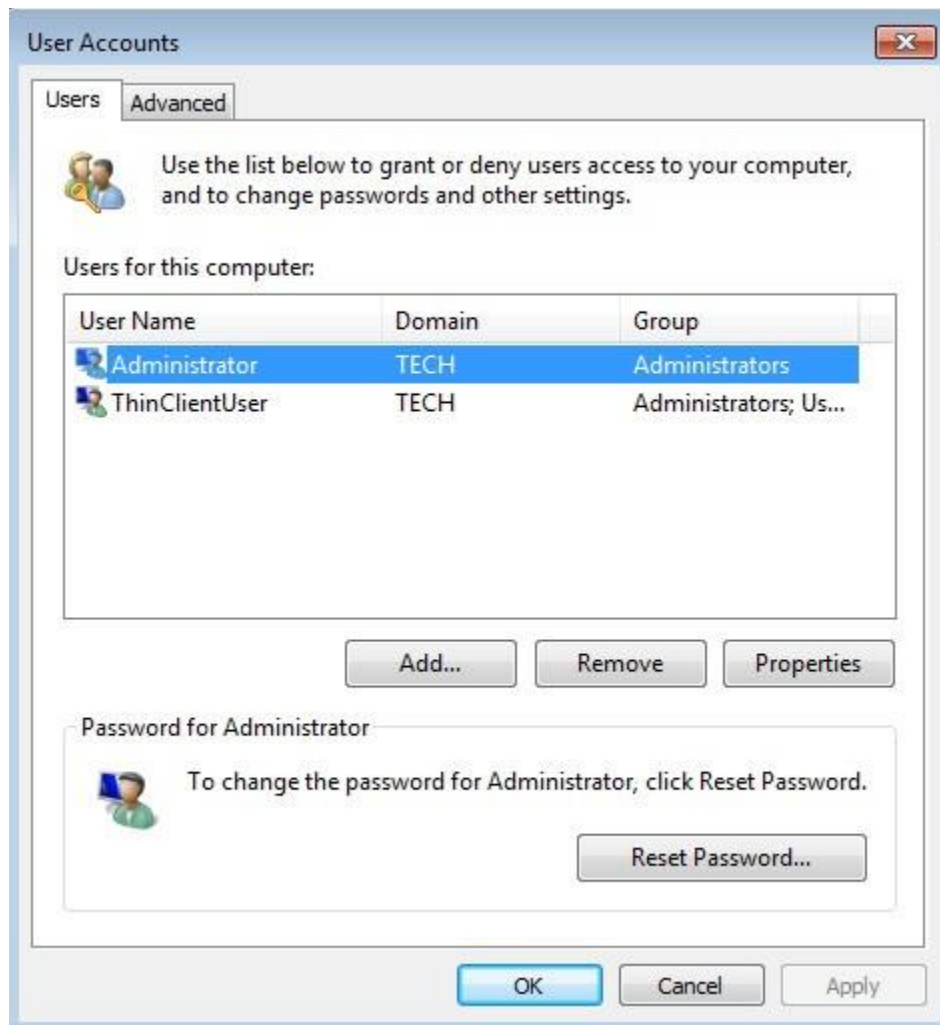 User Accounts
Users
Advanced
Use the list below to grant or deny users access to your computer,
and to change passwords and other settings.
Users for this computer:
User Name Domain Group
Administrator TECH Administrators
ThinClientUser TECH Administrators; Us...
Add... Remove Properties
Password for Administrator
To change the password for Administrator, click Reset Password.
Reset Password...
OK Cancel Apply